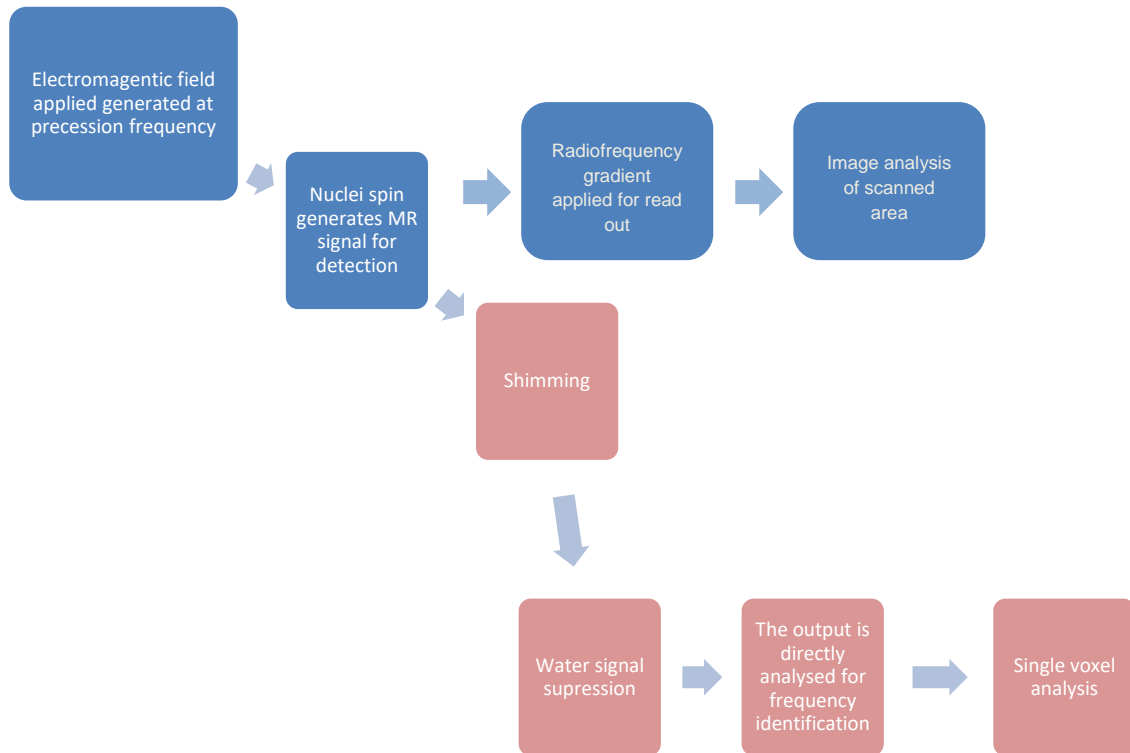 Electromagentic field
applied generated at
precession frequency
Nuclei spin
generates MR
signal for
detection
Radiofrequency
gradient
applied for read
out
Image analysis
of scanned
area
Shimming
Water signal
supression
The output is
directly
analysed for
frequency
identification
Single voxel
analysis